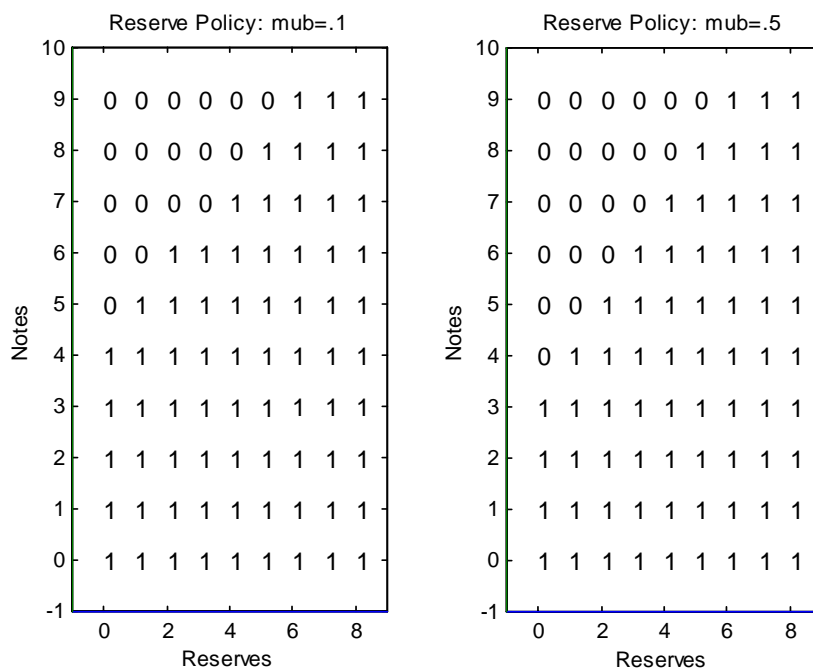 Reserve Policy: mub=.1
10
9 0 0 0 0 0 0 1 1 1
8 0 0 0 0 0 1 1 1 1
7 0 0 0 0 1 1 1 1 1
6 0 0 1 1 1 1 1 1 1
5 0 1 1 1 1 1 1 1 1
4 1 1 1 1 1 1 1 1 1
3 1 1 1 1 1 1 1 1 1
2 1 1 1 1 1 1 1 1 1
1 1 1 1 1 1 1 1 1 1
0 1 1 1 1 1 1 1 1 1
-1
Notes
0 2 4 6 8
Reserves
Reserve Policy: mub=.5
10
9 0 0 0 0 0 0 1 1 1
8 0 0 0 0 0 1 1 1 1
7 0 0 0 0 1 1 1 1 1
6 0 0 0 1 1 1 1 1 1
5 0 0 1 1 1 1 1 1 1
4 0 1 1 1 1 1 1 1 1
3 1 1 1 1 1 1 1 1 1
2 1 1 1 1 1 1 1 1 1
1 1 1 1 1 1 1 1 1 1
0 1 1 1 1 1 1 1 1 1
-1
Notes
0 2 4 6 8
Reserves